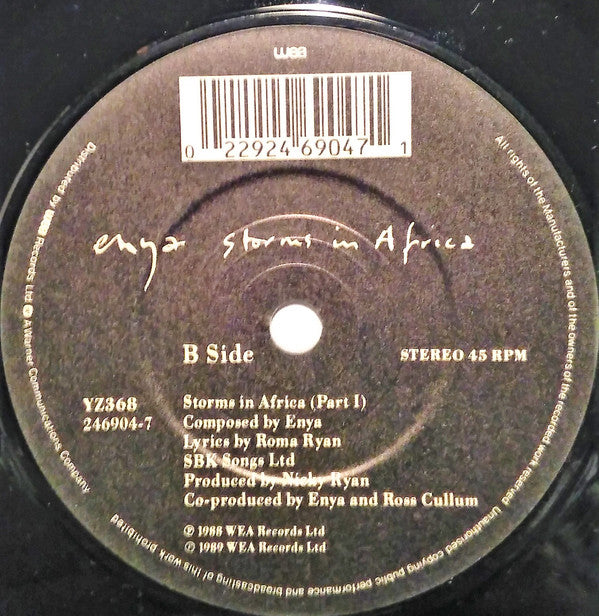 wea
0 22924 69047 1
enya storms in Africa
B Side
STEREO 45 RPM
YZ368
246904-7
Storms in Africa (Part I)
Composed by Enya
Lyrics by Roma Ryan
SBK Songs Ltd
Produced by Nicky Ryan
Co-produced by Enya and Ross Cullum
℗ 1988 WEA Records Ltd
℗ 1989 WEA Records Ltd
All rights of the Manufacturers and of the owners of the recorded work reserved Unauthorised copying public performance and broadcasting of this work prohibited
Distributed by wea Records Ltd A Warner Communications Company